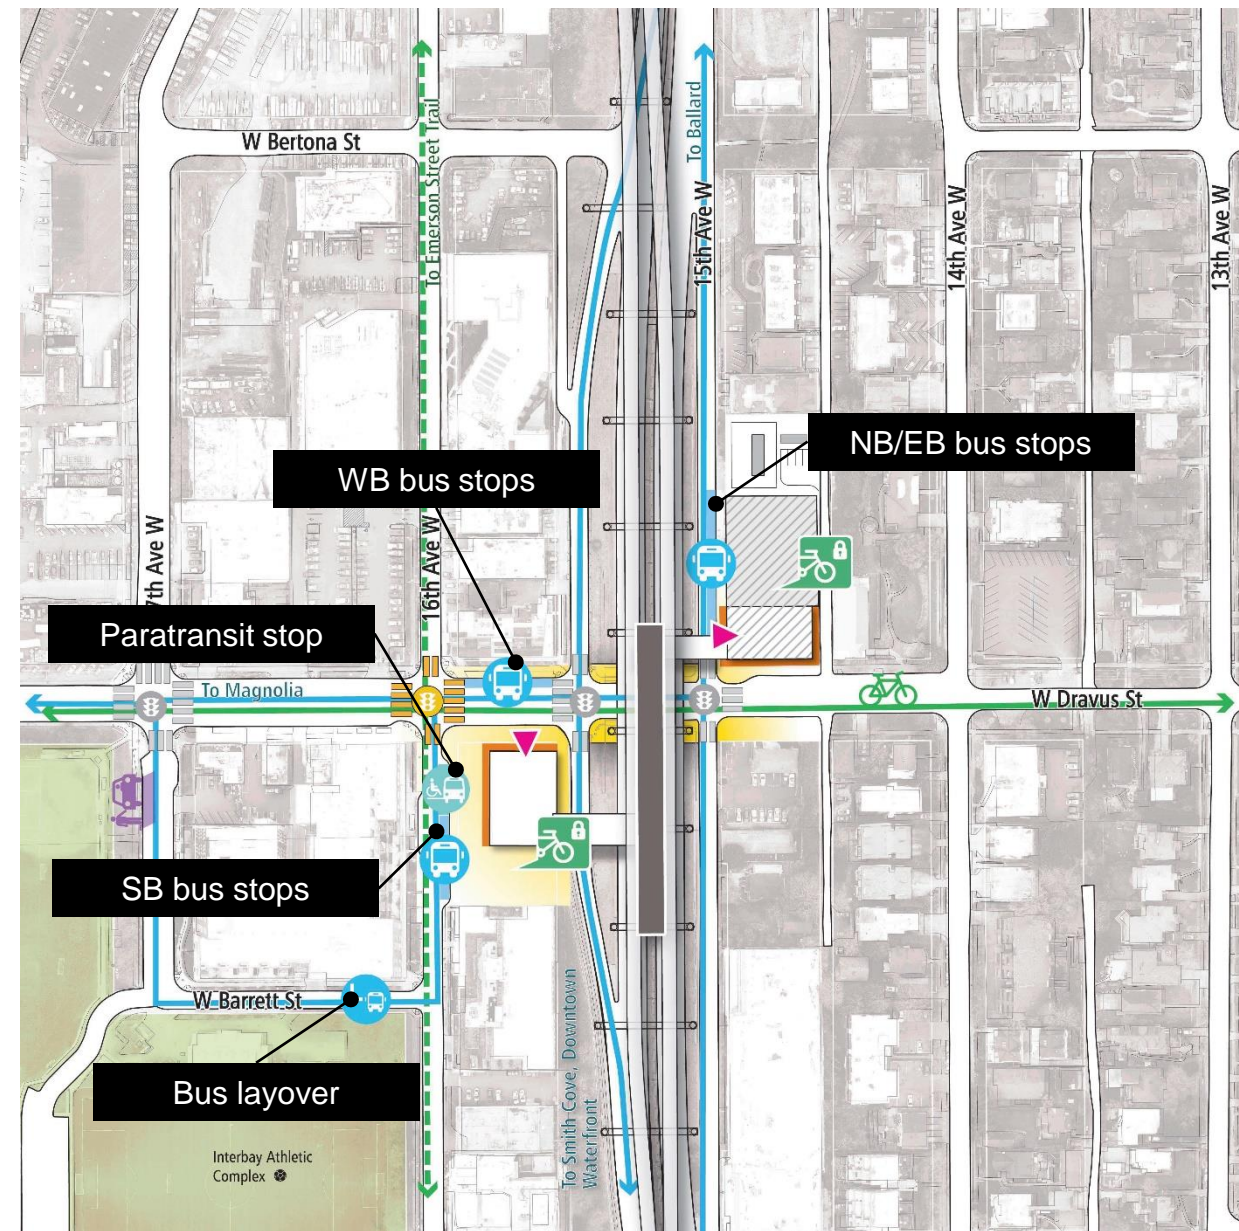 W Bertona St
To Emerson Street Trail
To Ballard
15th Ave W
14th Ave W
13th Ave W
NB/EB bus stops
WB bus stops
7th Ave W
16th Ave W
Paratransit stop
To Magnolia
W Dravus St
SB bus stops
W Barrett St
Bus layover
To Smith Cove, Downtown
Waterfront
Interbay Athletic
Complex